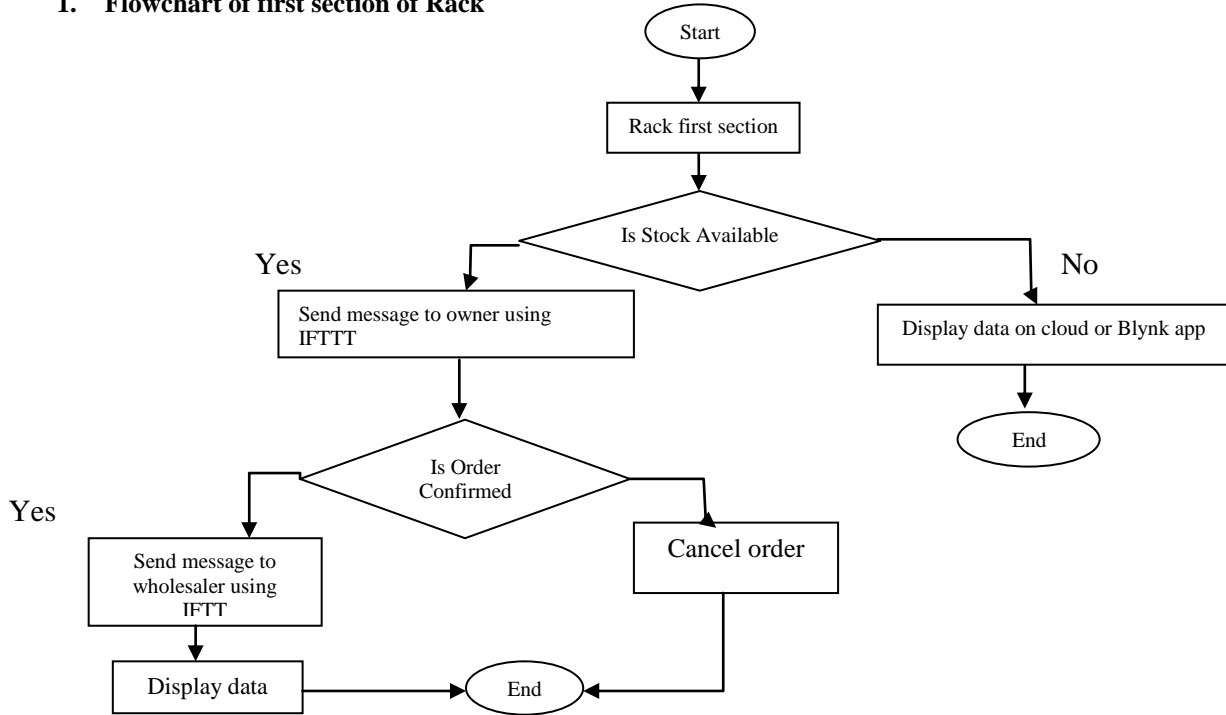 1. Flowchart of first section of Rack
Start
Rack first section
Is Stock Available
Yes
No
Send message to owner using
IFTTT
Display data on cloud or Blynk app
End
Is Order
Confirmed
Yes
Send message to
wholesaler using
IFTT
Cancel order
Display data
End